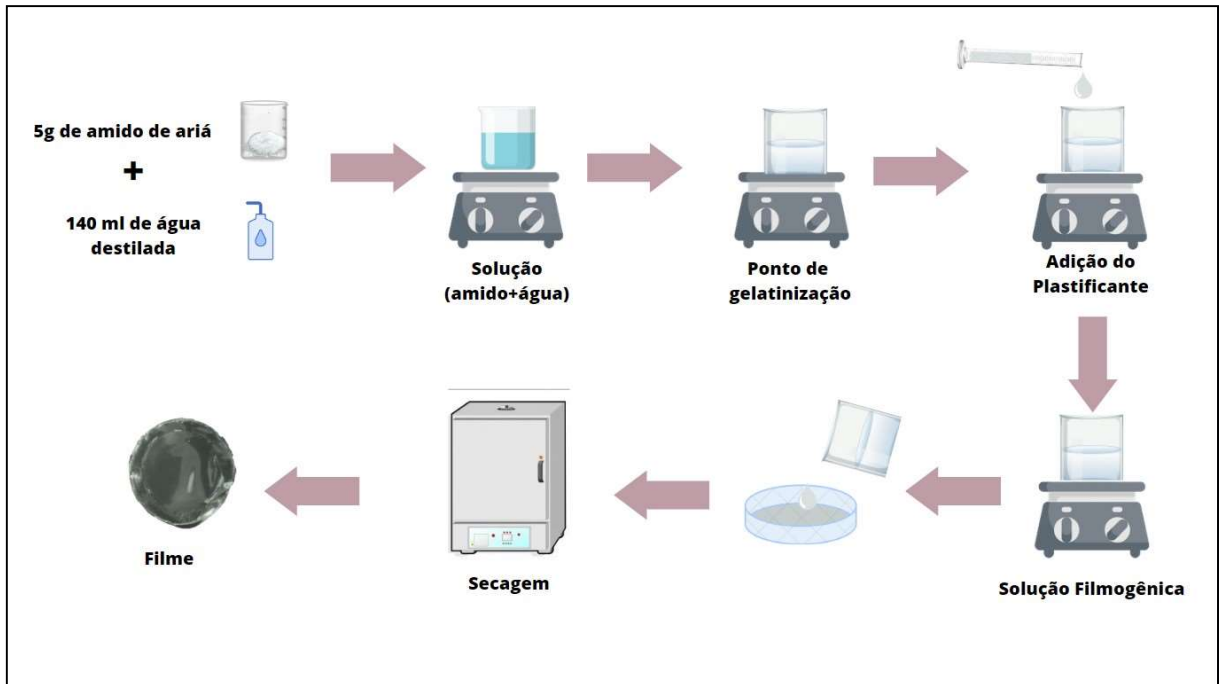 5g de amido de ariá
+
140 ml de água
destilada
Solução
(amido+água)
Ponto de
gelatinização
Adição do
Plastificante
Solução Filmogênica
Secagem
Filme